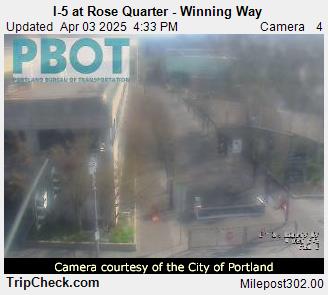 I-5 at Rose Quarter - Winning Way
Updated Apr 03 2025 4:33 PM Camera 4
PBOT
PORTLAND BUREAU OF TRANSPORTATION
Camera courtesy of the City of Portland
TripCheck.com Milepost302.00